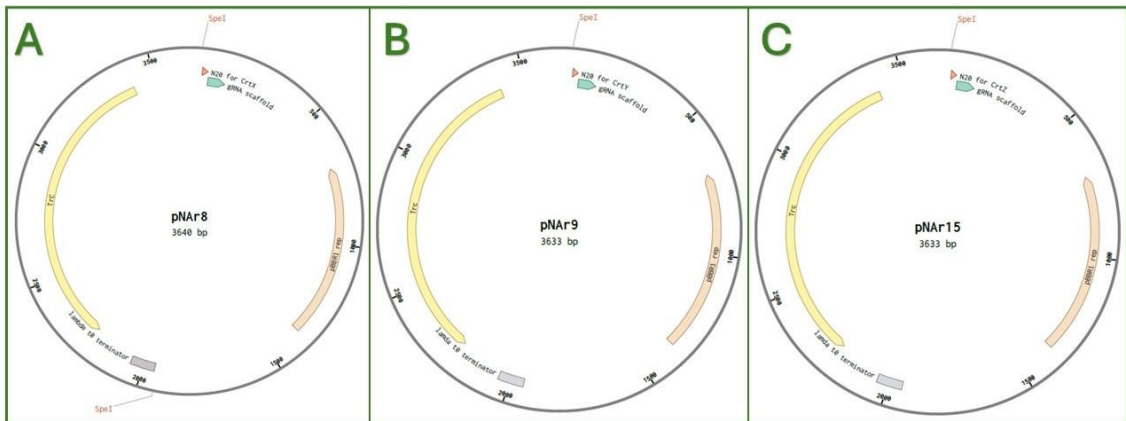 A
SpeI
3500
N20 for CrtX
gRNA scaffold
500
3000
Trc
pNAr8
3640 bp
pBBR1 rep
1000
2500
lambda t0 terminator
1500
2000
SpeI
B
SpeI
3500
N20 for CrtY
gRNA scaffold
500
3000
Trc
pNAr9
3633 bp
pBBR1 rep
1000
2500
lamda t0 terminator
1500
2000
C
SpeI
3500
N20 for CrtZ
gRNA scaffold
500
3000
Trc
pNAr15
3633 bp
pBBR1 rep
1000
2500
lamda t0 terminator
1500
2000